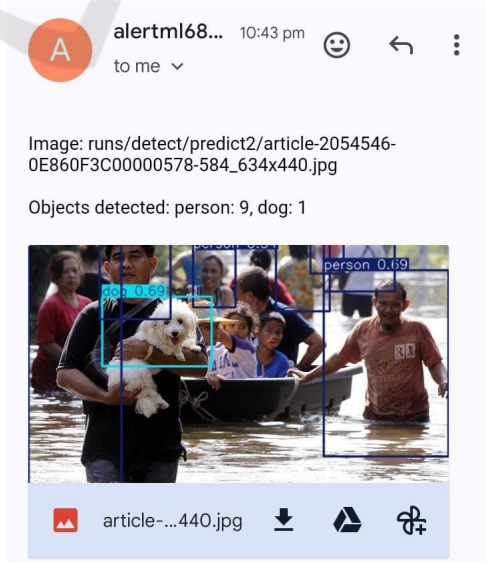 A
alertml68... 10:43 pm
to me
Image: runs/detect/predict2/article-2054546-
0E860F3C00000578-584_634x440.jpg
Objects detected: person: 9, dog: 1
person
person 0.69
dog 0.69
article-...440.jpg